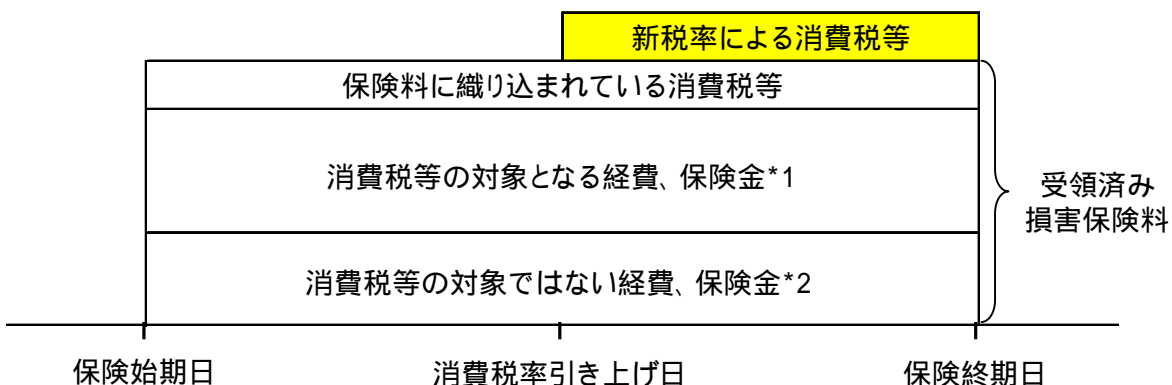 新税率による消費税等
保険料に織り込まれている消費税等
消費税等の対象となる経費、保険金*1
受領済み
損害保険料
消費税等の対象ではない経費、保険金*2
保険始期日
消費税率引き上げ日
保険終期日